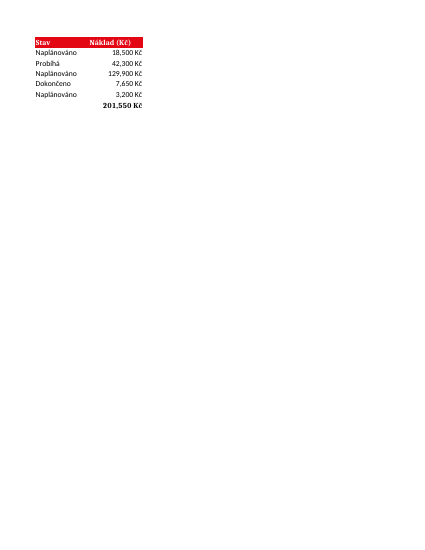 Stav Náklad (Kč)
Naplánováno 18,500 Kč
Probíhá 42,300 Kč
Naplánováno 129,900 Kč
Dokončeno 7,650 Kč
Naplánováno 3,200 Kč
201,550 Kč